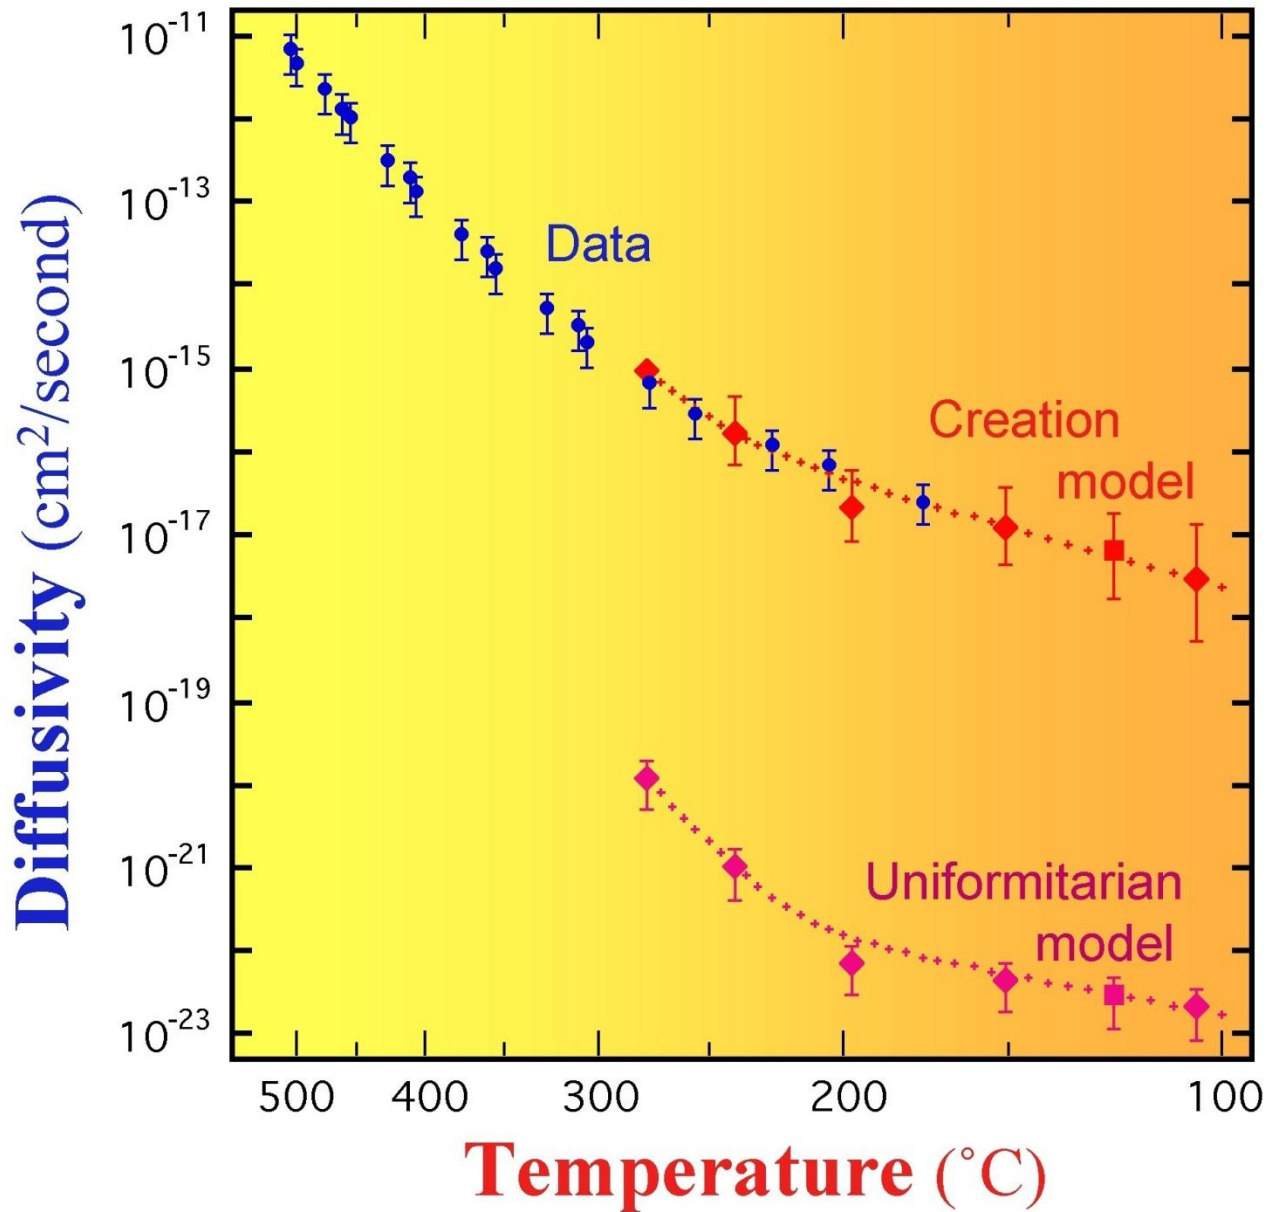 10⁻¹¹
10⁻¹³
Data
10⁻¹⁵
Creation
model
10⁻¹⁷
10⁻¹⁹
10⁻²¹
Uniformitarian
model
10⁻²³
Diffusivity (cm²/second)
500 400 300 200 100
Temperature (˚C)